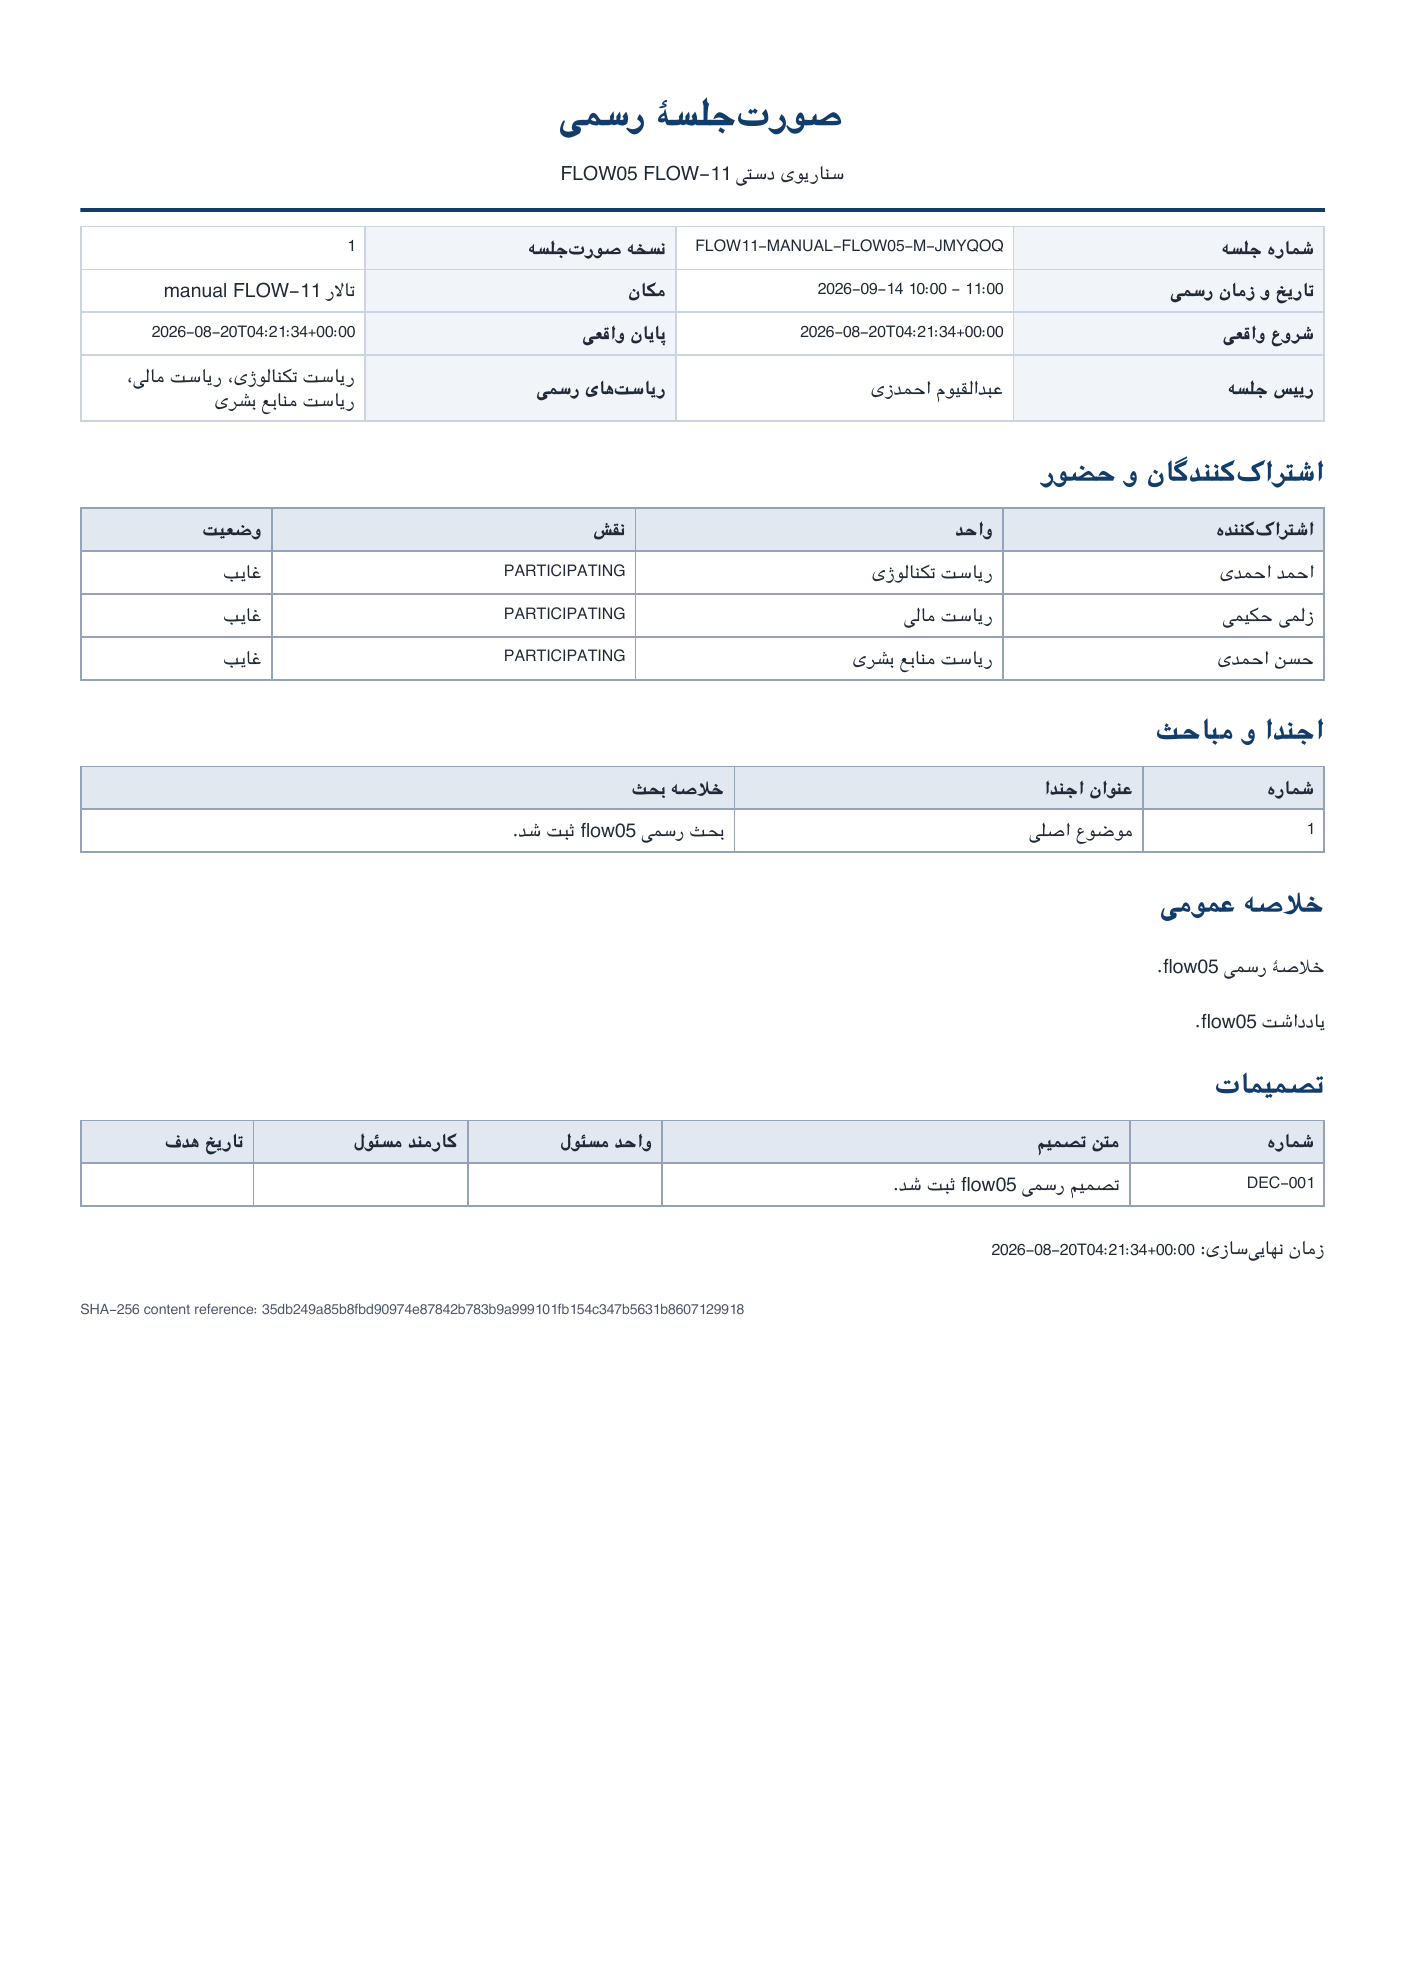 صورت‌جلسهٔ رسمی
سناریوی دستی FLOW05 FLOW-11
شماره جلسه FLOW11-MANUAL-FLOW05-M-JMYQOQ نسخه صورت‌جلسه 1
تاریخ و زمان رسمی 2026-09-14 10:00 - 11:00 مکان تالار manual FLOW-11
شروع واقعی 2026-08-20T04:21:34+00:00 پایان واقعی 2026-08-20T04:21:34+00:00
رییس جلسه عبدالقیوم احمدزی ریاست‌های رسمی ریاست تکنالوژی، ریاست مالی،
ریاست منابع بشری
اشتراک‌کنندگان و حضور
اشتراک‌کننده واحد نقش وضعیت
احمد احمدی ریاست تکنالوژی PARTICIPATING غایب
زلمی حکیمی ریاست مالی PARTICIPATING غایب
حسن احمدی ریاست منابع بشری PARTICIPATING غایب
اجندا و مباحث
شماره عنوان اجندا خلاصه بحث
1 موضوع اصلی بحث رسمی flow05 ثبت شد.
خلاصه عمومی
خلاصهٔ رسمی flow05.
یادداشت flow05.
تصمیمات
شماره متن تصمیم واحد مسئول کارمند مسئول تاریخ هدف
DEC-001 تصمیم رسمی flow05 ثبت شد.
زمان نهایی‌سازی: 2026-08-20T04:21:34+00:00
SHA-256 content reference: 35db249a85b8fbd90974e87842b783b9a999101fb154c347b5631b8607129918